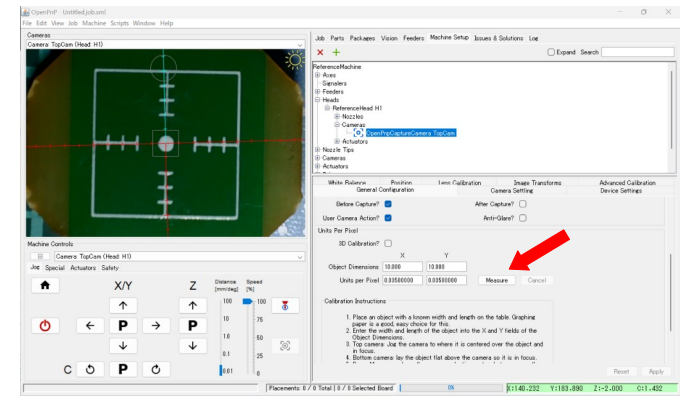 OpenPnP - Untitled.job.xml
File Edit View Job Machine Scripts Window Help
Cameras
Camera: TopCam (Head: H1)
Machine Controls
Camera: TopCam (Head: H1)
Jog Special Actuators Safety
X/Y
Z
Distance
[mm/deg]
Speed
[%]
100
100
10
75
P
P
1.0
50
0.1
25
C
P
0.01
0
Job Parts Packages Vision Feeders Machine Setup Issues & Solutions Log
Expand Search
ReferenceMachine
Axes
Signalers
Feeders
Heads
ReferenceHead H1
Nozzles
Cameras
OpenPnpCaptureCamera TopCam
Actuators
Nozzle Tips
Cameras
Actuators
White Balance Position Lens Calibration Image Transforms Advanced Calibration
General Configuration Camera Settling Device Settings
Before Capture? After Capture?
User Camera Action? Anti-Glare?
Units Per Pixel
3D Calibration?
X Y
Object Dimensions 10.000 10.000
Units per Pixel 0.03500000 0.03500000 Measure Cancel
Calibration Instructions
1. Place an object with a known width and length on the table. Graphing
paper is a good, easy choice for this.
2. Enter the width and length of the object into the X and Y fields of the
Object Dimensions.
3. Top camera: Jog the camera to where it is centered over the object and
in focus.
4. Bottom camera: lay the object flat above the camera so it is in focus.
Reset Apply
Placements: 0 / 0 Total | 0 / 0 Selected Board
0%
X:140.232 Y:183.890 Z:-2.000 C:1.432